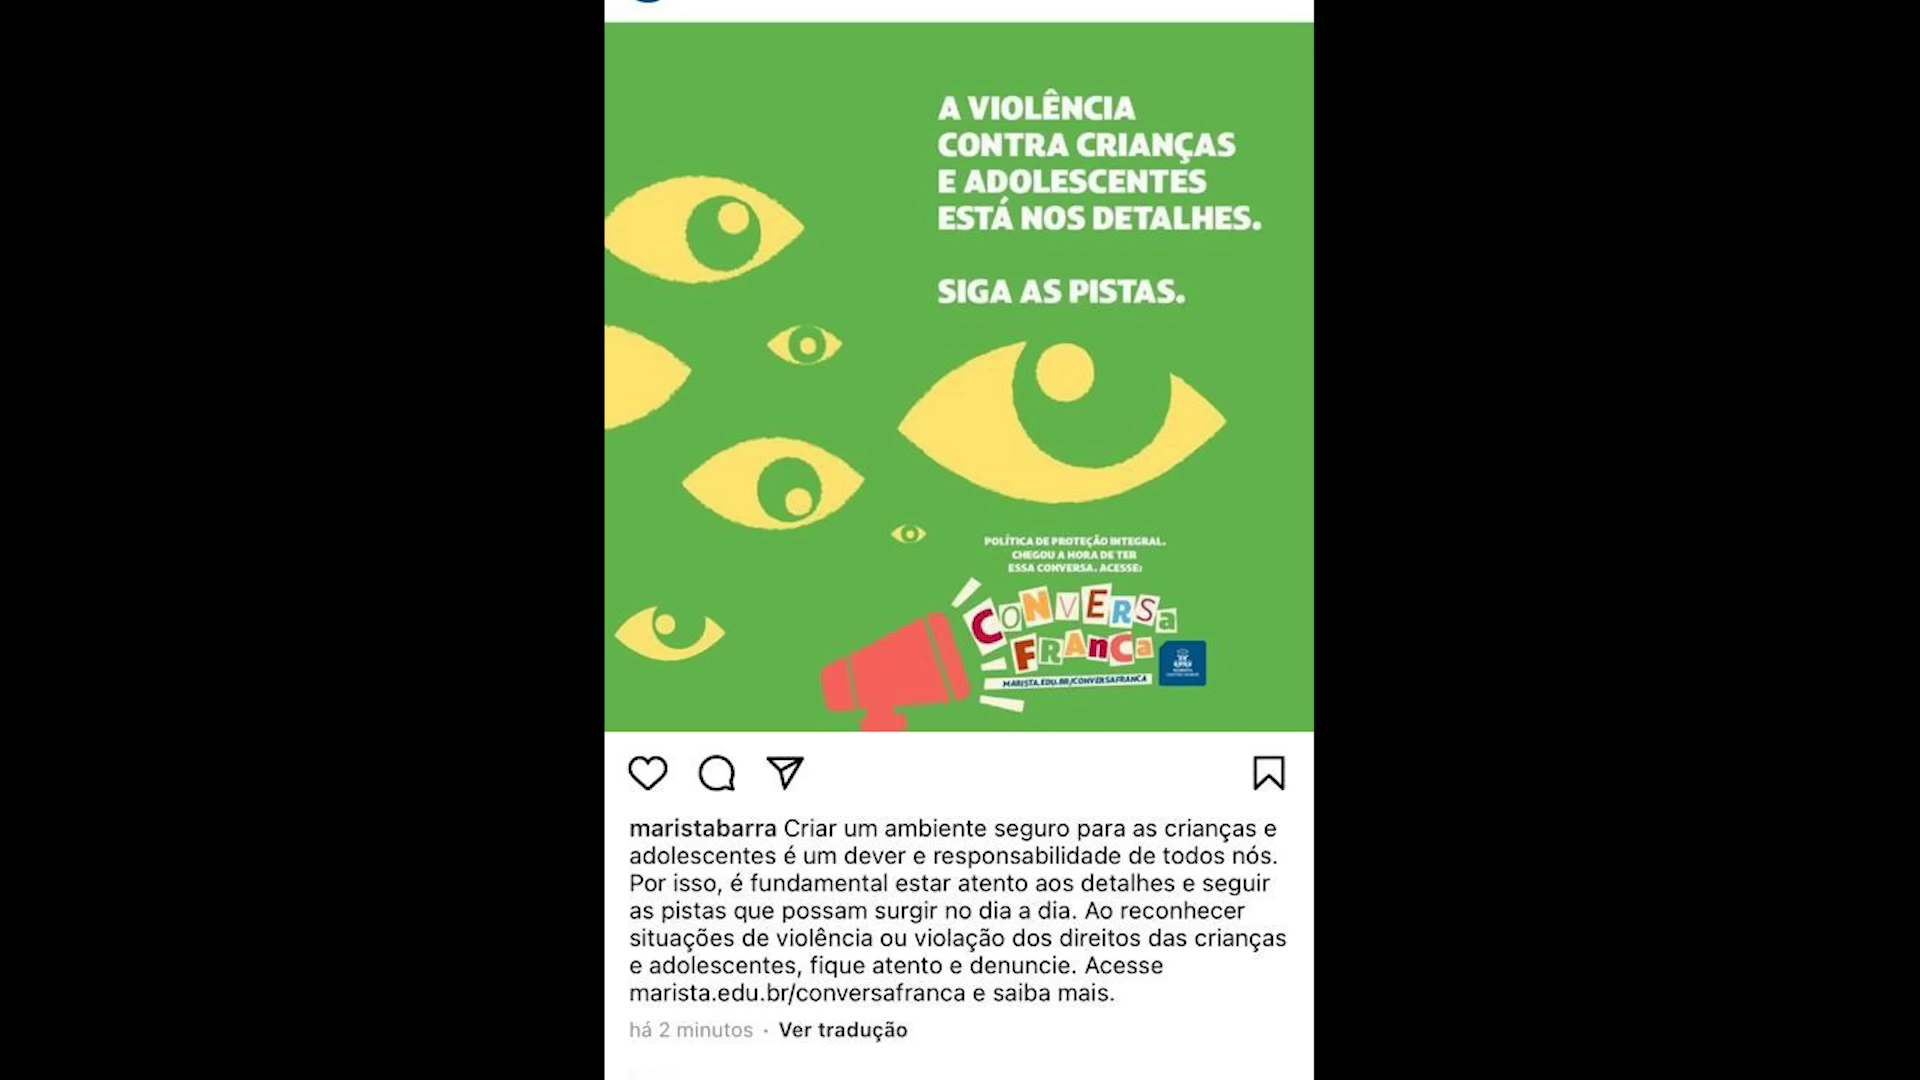 A VIOLÊNCIA
CONTRA CRIANÇAS
E ADOLESCENTES
ESTÁ NOS DETALHES.
SIGA AS PISTAS.
POLÍTICA DE PROTEÇÃO INTEGRAL.
CHEGOU A HORA DE TER
ESSA CONVERSA. ACESSE:
CONVERSa
FRAnCa
MARISTA.EDU.BR/CONVERSAFRANCA
maristabarra Criar um ambiente seguro para as crianças e
adolescentes é um dever e responsabilidade de todos nós.
Por isso, é fundamental estar atento aos detalhes e seguir
as pistas que possam surgir no dia a dia. Ao reconhecer
situações de violência ou violação dos direitos das crianças
e adolescentes, fique atento e denuncie. Acesse
marista.edu.br/conversafranca e saiba mais.
há 2 minutos · Ver tradução